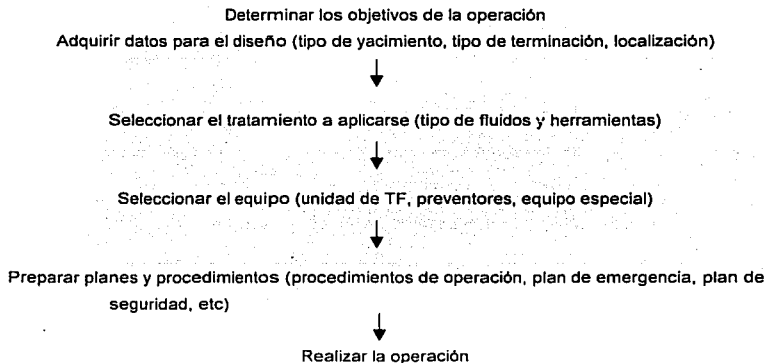 Determinar los objetivos de la operación
Adquirir datos para el diseño (tipo de yacimiento, tipo de terminación, localización)
Seleccionar el tratamiento a aplicarse (tipo de fluidos y herramientas)
Seleccionar el equipo (unidad de TF, preventores, equipo especial)
Preparar planes y procedimientos (procedimientos de operación, plan de emergencia, plan de
seguridad, etc)
Realizar la operación